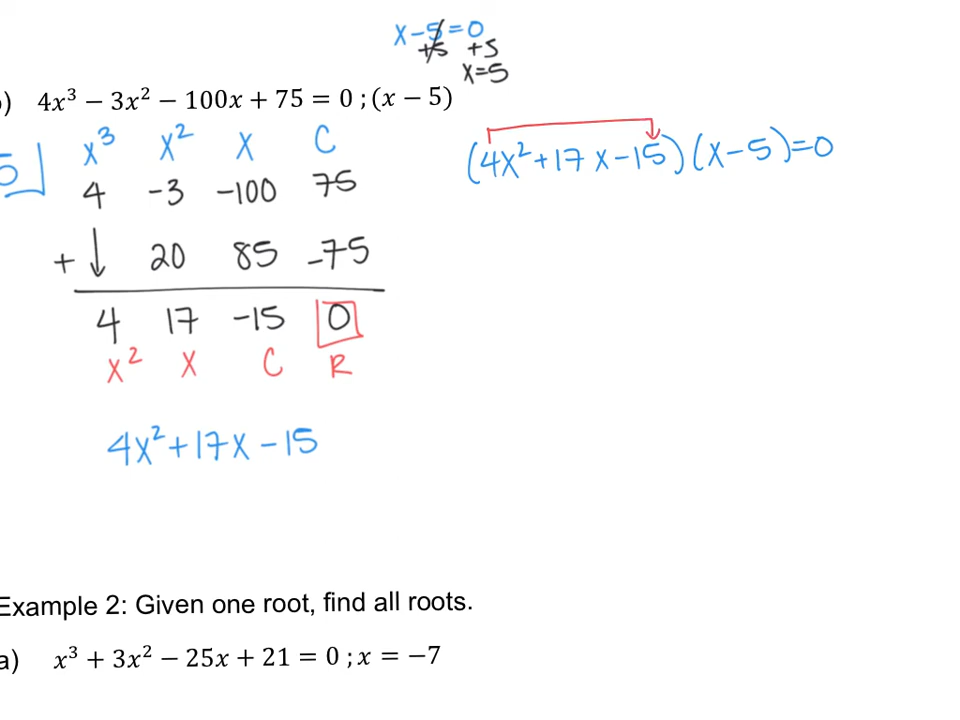 x-5=0
+5 +5
x=5
) 4x³ − 3x² − 100x + 75 = 0 ; (x − 5)
x³ x² x C
(4x²+17x-15)(x-5)=0
5 4 -3 -100 75
+ ↓ 20 85 -75
4 17 -15 0
x² x C R
4x²+17x-15
Example 2: Given one root, find all roots.
a) x³ + 3x² − 25x + 21 = 0 ; x = −7